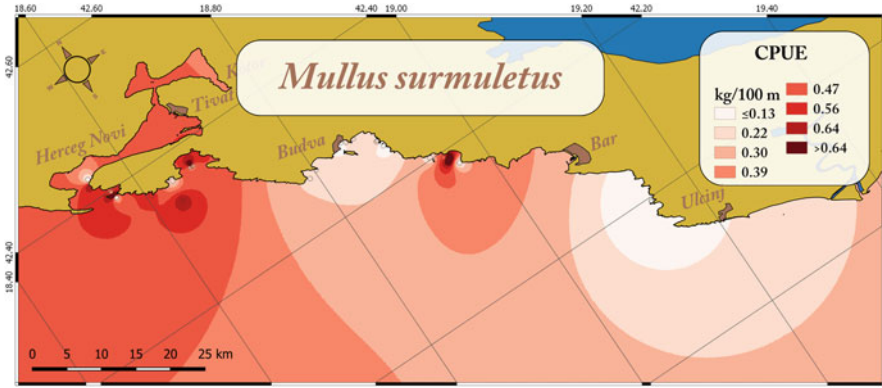 18.60
42.60
18.80
42.40
19.00
19.20
42.20
19.40
42.60
Mullus surmuletus
CPUE
kg/100 m
≤0.13
0.22
0.30
0.39
0.47
0.56
0.64
>0.64
Tivat
Herceg Novi
Budva
Bar
Ulcinj
42.40
18.40
0 5 10 15 20 25 km